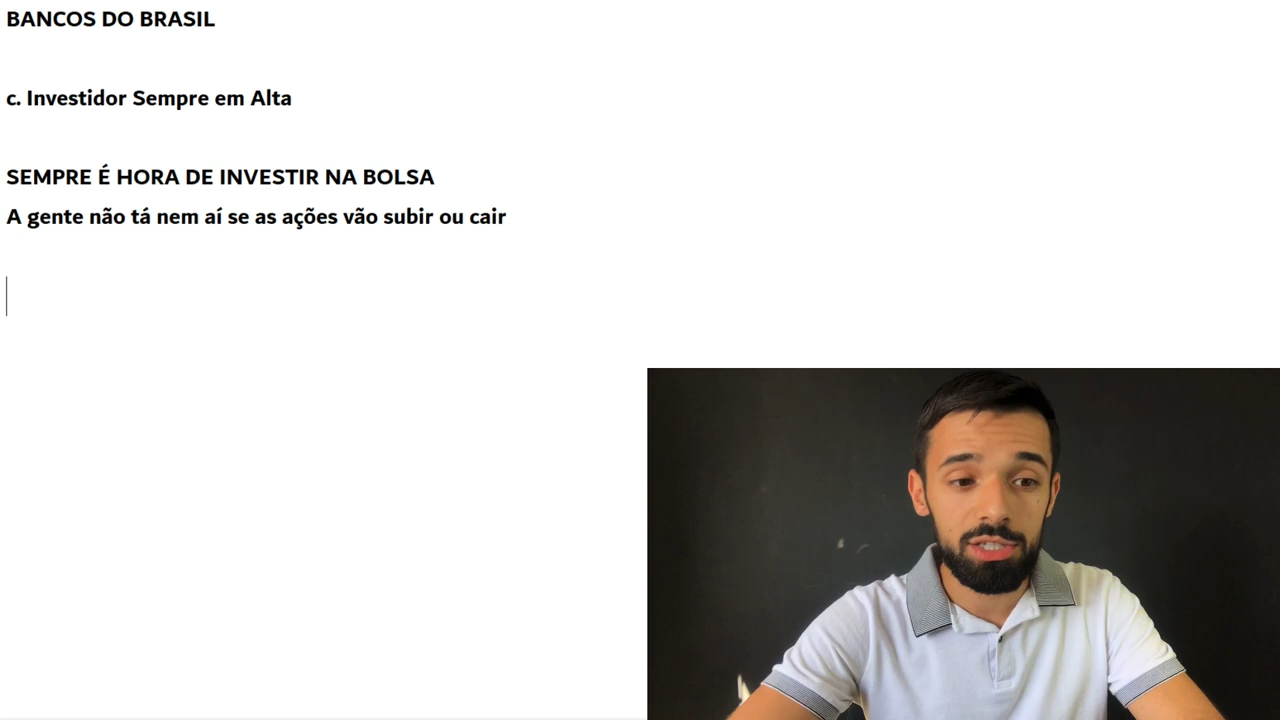 BANCOS DO BRASIL
c. Investidor Sempre em Alta
SEMPRE É HORA DE INVESTIR NA BOLSA
A gente não tá nem aí se as ações vão subir ou cair